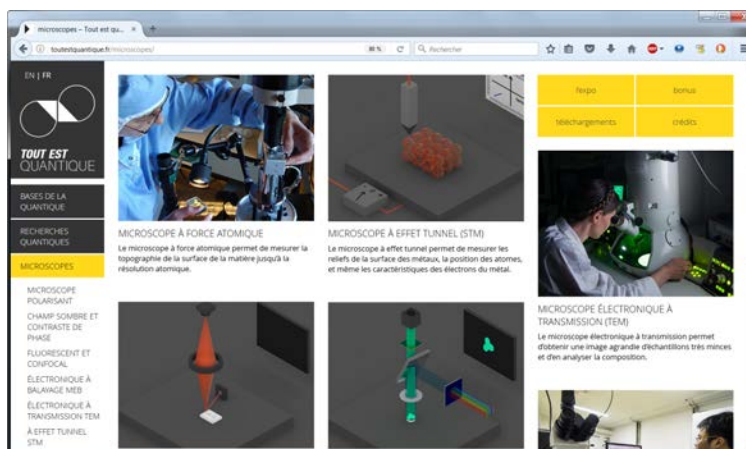 microscopes – Tout est qu...
toutestquantique.fr/microscopes/
80 %
Rechercher
EN | FR
TOUT EST
QUANTIQUE
BASES DE LA
QUANTIQUE
RECHERCHES
QUANTIQUES
MICROSCOPES
MICROSCOPE
POLARISANT
CHAMP SOMBRE ET
CONTRASTE DE
PHASE
FLUORESCENT ET
CONFOCAL
ÉLECTRONIQUE À
BALAYAGE MEB
ÉLECTRONIQUE À
TRANSMISSION TEM
À EFFET TUNNEL
STM
MICROSCOPE À FORCE ATOMIQUE
Le microscope à force atomique permet de mesurer la
topographie de la surface de la matière jusqu'à la
résolution atomique.
MICROSCOPE À EFFET TUNNEL (STM)
Le microscope à effet tunnel permet de mesurer les
reliefs de la surface des métaux, la position des atomes,
et même les caractéristiques des électrons du métal.
l'expo
bonus
téléchargements
crédits
MICROSCOPE ÉLECTRONIQUE À
TRANSMISSION (TEM)
Le microscope électronique à transmission permet
d'obtenir une image agrandie d'échantillons très minces
et d'en analyser la composition.